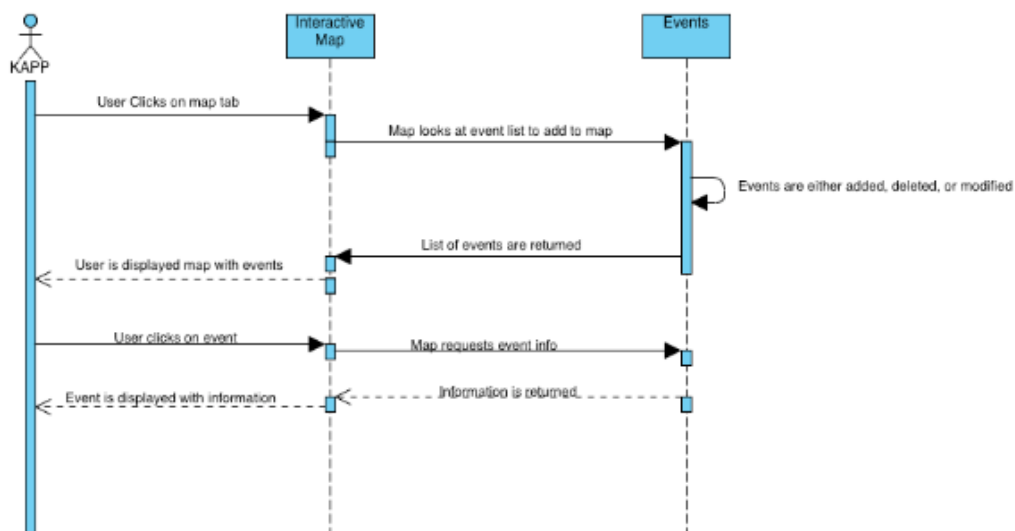 Interactive
Map
Events
KAPP
User Clicks on map tab
Map looks at event list to add to map
Events are either added, deleted, or modified
List of events are returned
User is displayed map with events
User clicks on event
Map requests event info
Information is returned
Event is displayed with information